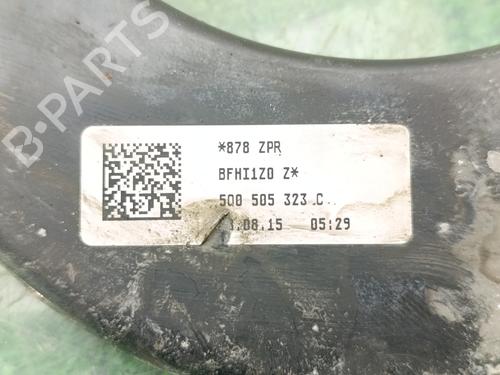 B-PARTS
*878 ZPR
BFHI1Z0 Z*
5Q0 505 323 C
.08.15 05:29